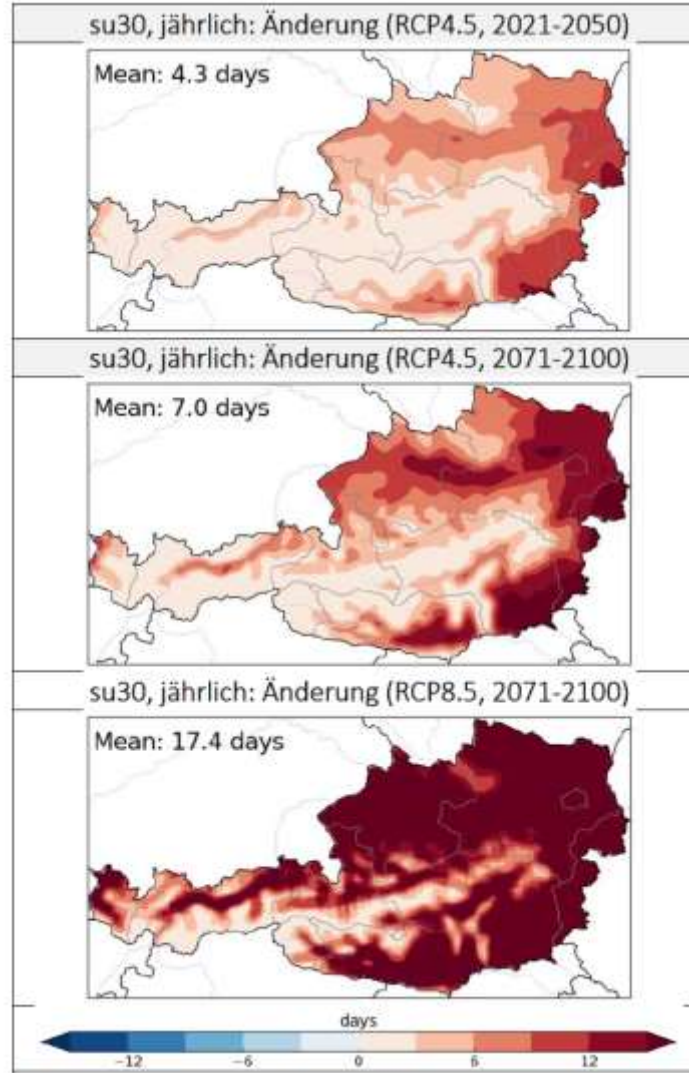 su30, jährlich: Änderung (RCP4.5, 2021-2050)
Mean: 4.3 days
su30, jährlich: Änderung (RCP4.5, 2071-2100)
Mean: 7.0 days
su30, jährlich: Änderung (RCP8.5, 2071-2100)
Mean: 17.4 days
days
−12 −6 0 6 12